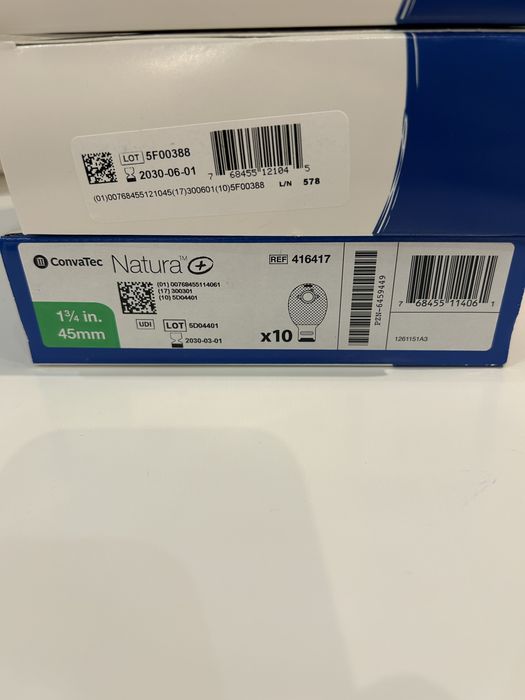 LOT 5F00388
2030-06-01
7 68455 12104 5
(01)00768455121045(17)300601(10)5F00388 L/N 578
ConvaTec Natura™ +
REF 416417
(01) 00768455114061
(17) 300301
(10) 5D04401
1¾ in.
45mm
UDI LOT 5D04401
2030-03-01
x10
PZN-6459449
7 68455 11406 1
1261151A3